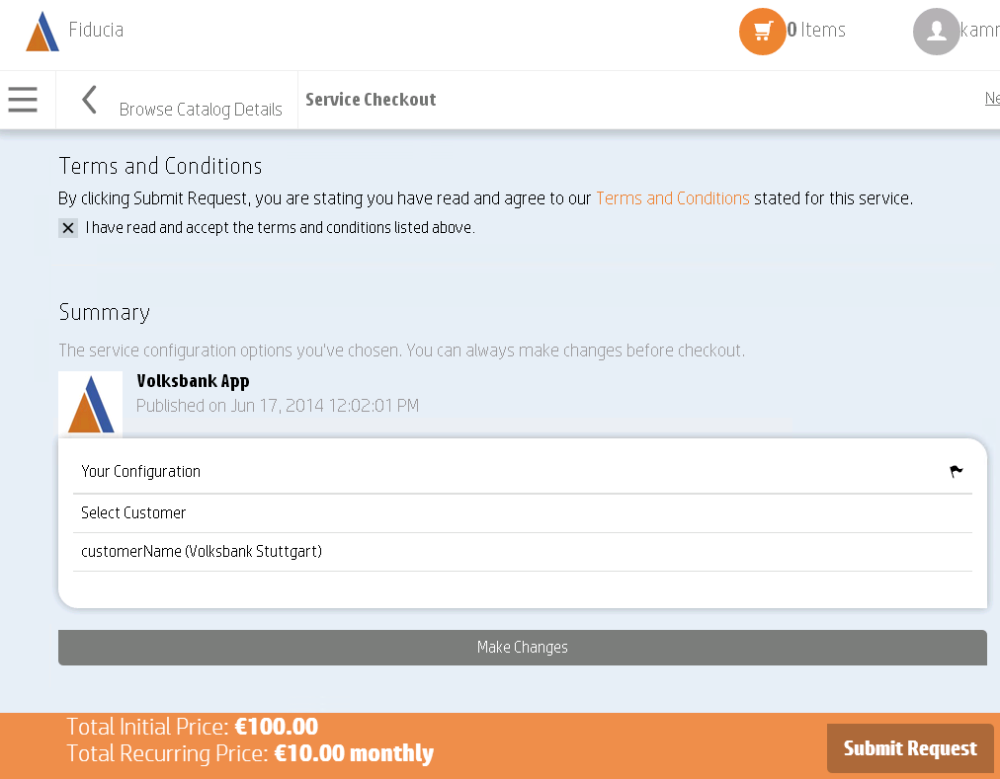 Fiducia
0 Items
Browse Catalog Details
Service Checkout
Terms and Conditions
By clicking Submit Request, you are stating you have read and agree to our Terms and Conditions stated for this service.
I have read and accept the terms and conditions listed above.
Summary
The service configuration options you've chosen. You can always make changes before checkout.
Volksbank App
Published on Jun 17, 2014 12:02:01 PM
Your Configuration
Select Customer
customerName (Volksbank Stuttgart)
Make Changes
Total Initial Price: €100.00
Total Recurring Price: €10.00 monthly
Submit Request